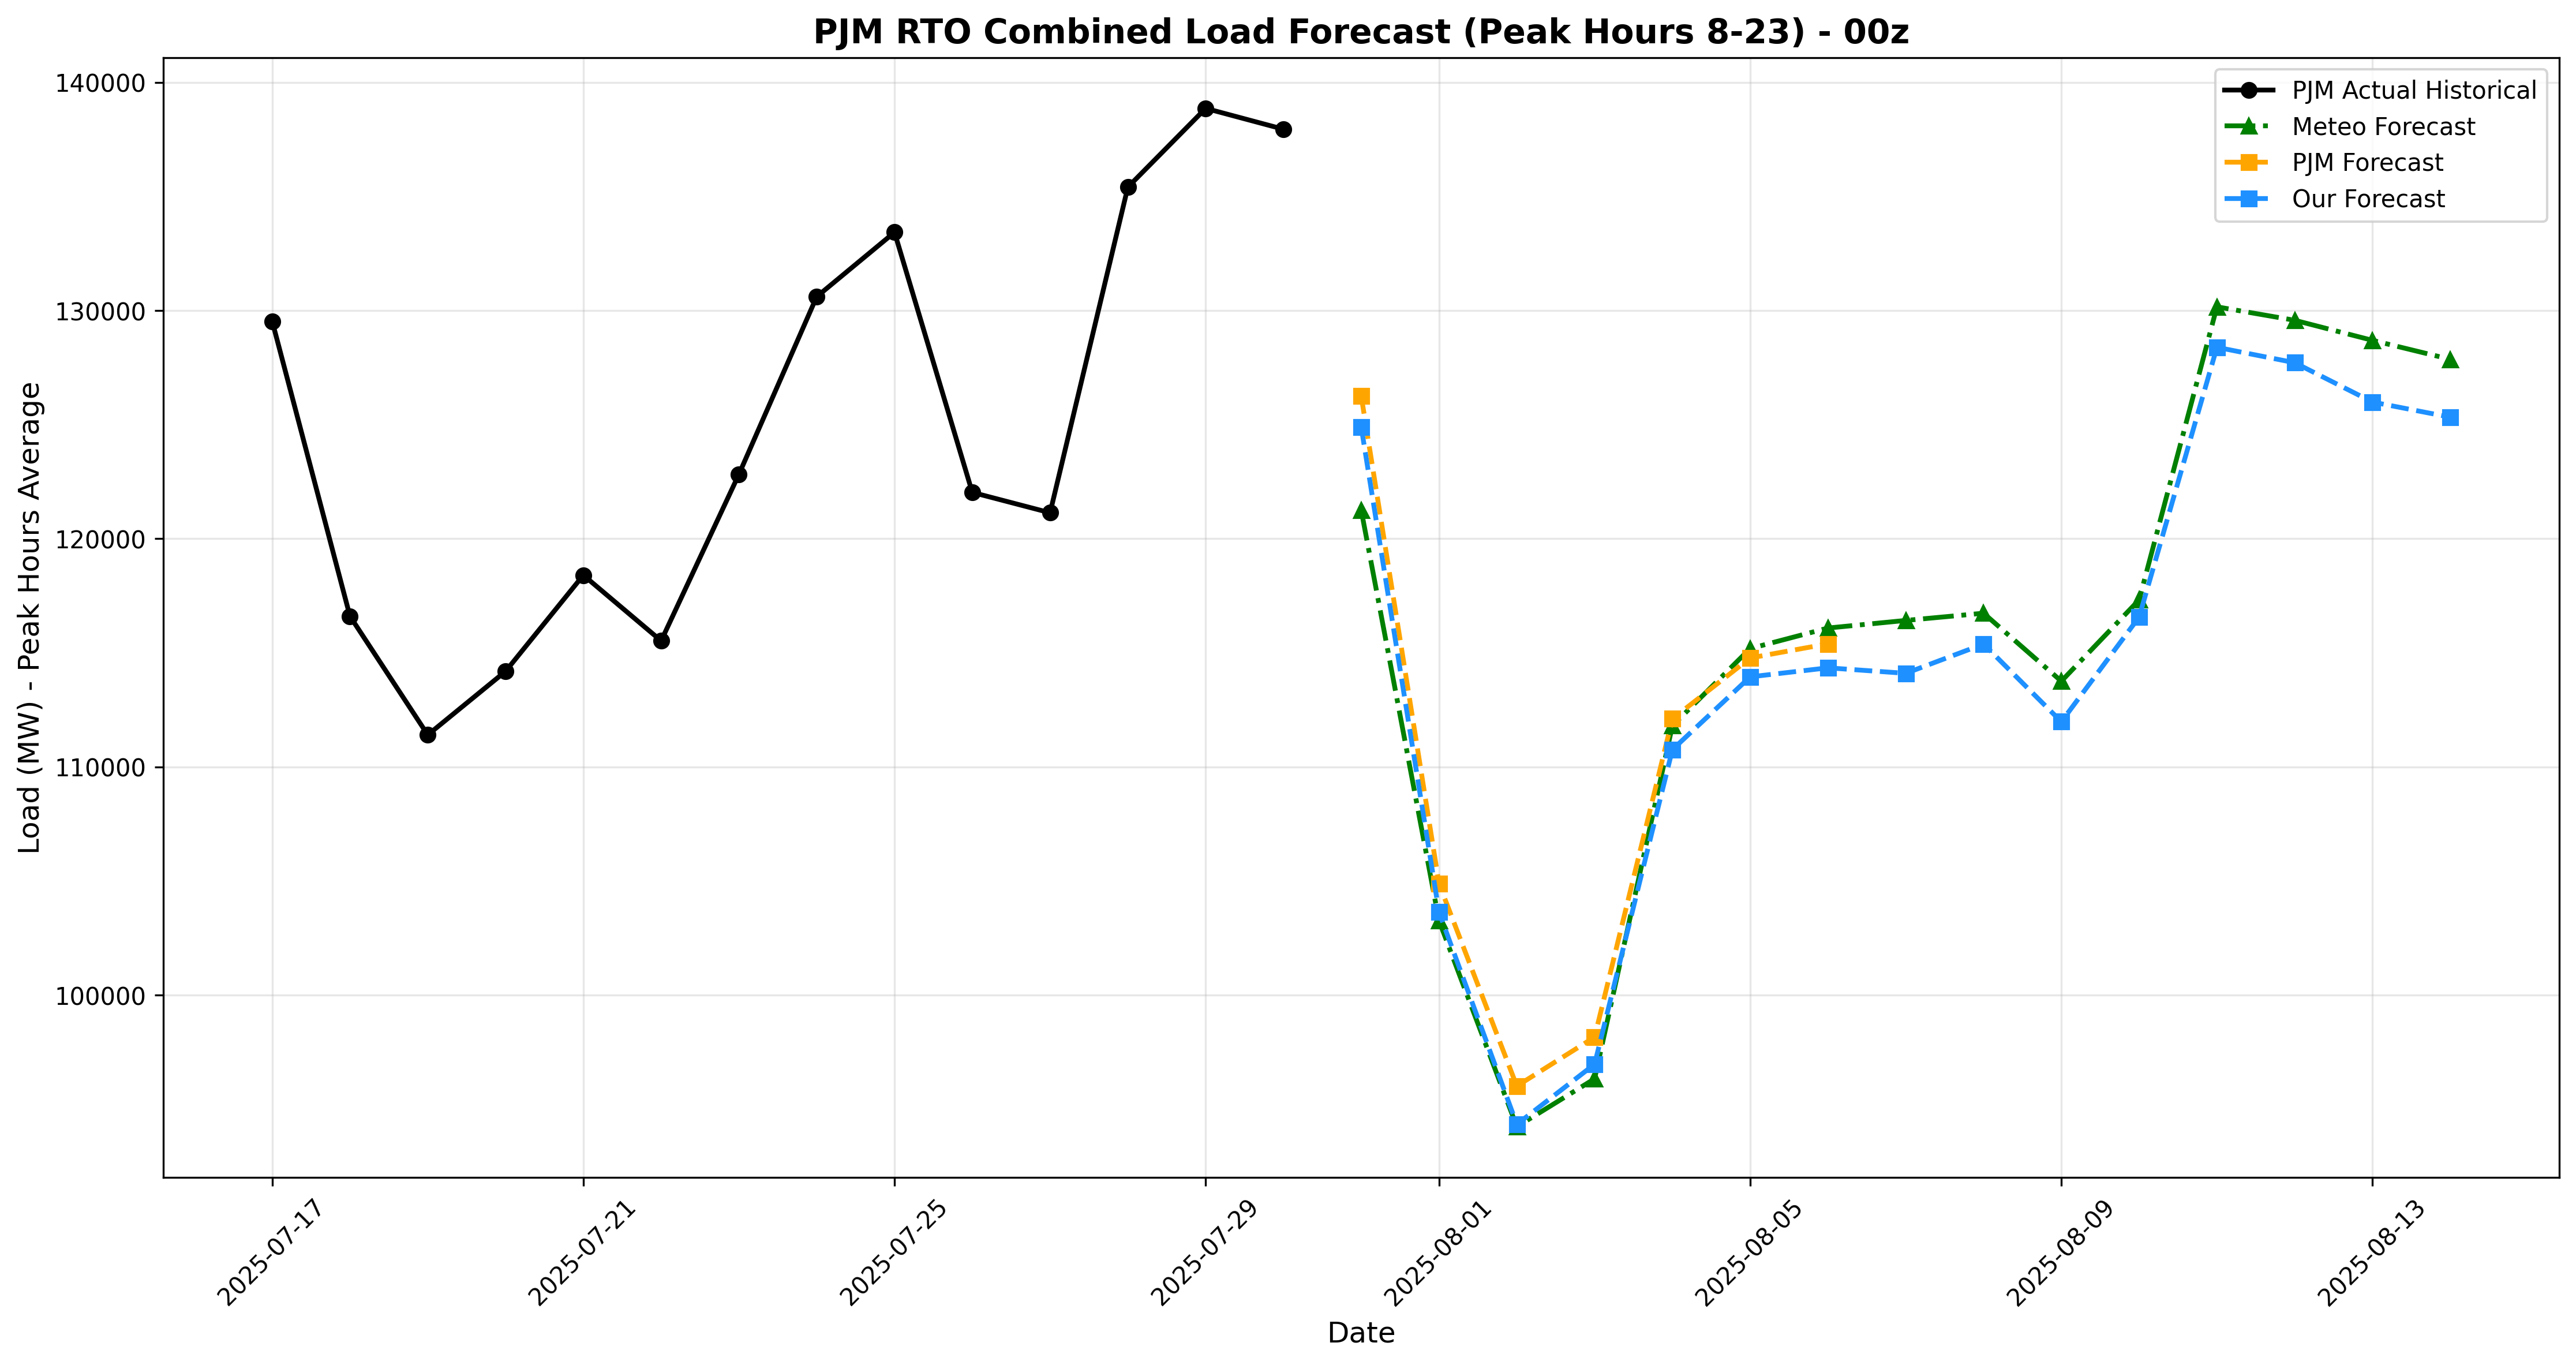 PJM RTO Combined Load Forecast (Peak Hours 8-23) - 00z
140000
130000
120000
110000
100000
Load (MW) - Peak Hours Average
PJM Actual Historical
Meteo Forecast
PJM Forecast
Our Forecast
2025-07-17
2025-07-21
2025-07-25
2025-07-29
2025-08-01
2025-08-05
2025-08-09
2025-08-13
Date